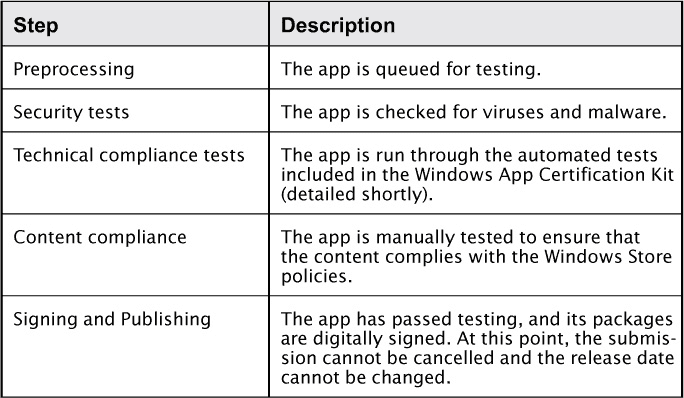 Step Description
Preprocessing The app is queued for testing.
Security tests The app is checked for viruses and malware.
Technical compliance tests The app is run through the automated tests
included in the Windows App Certification Kit
(detailed shortly).
Content compliance The app is manually tested to ensure that
the content complies with the Windows Store
policies.
Signing and Publishing The app has passed testing, and its packages
are digitally signed. At this point, the submis-
sion cannot be cancelled and the release date
cannot be changed.